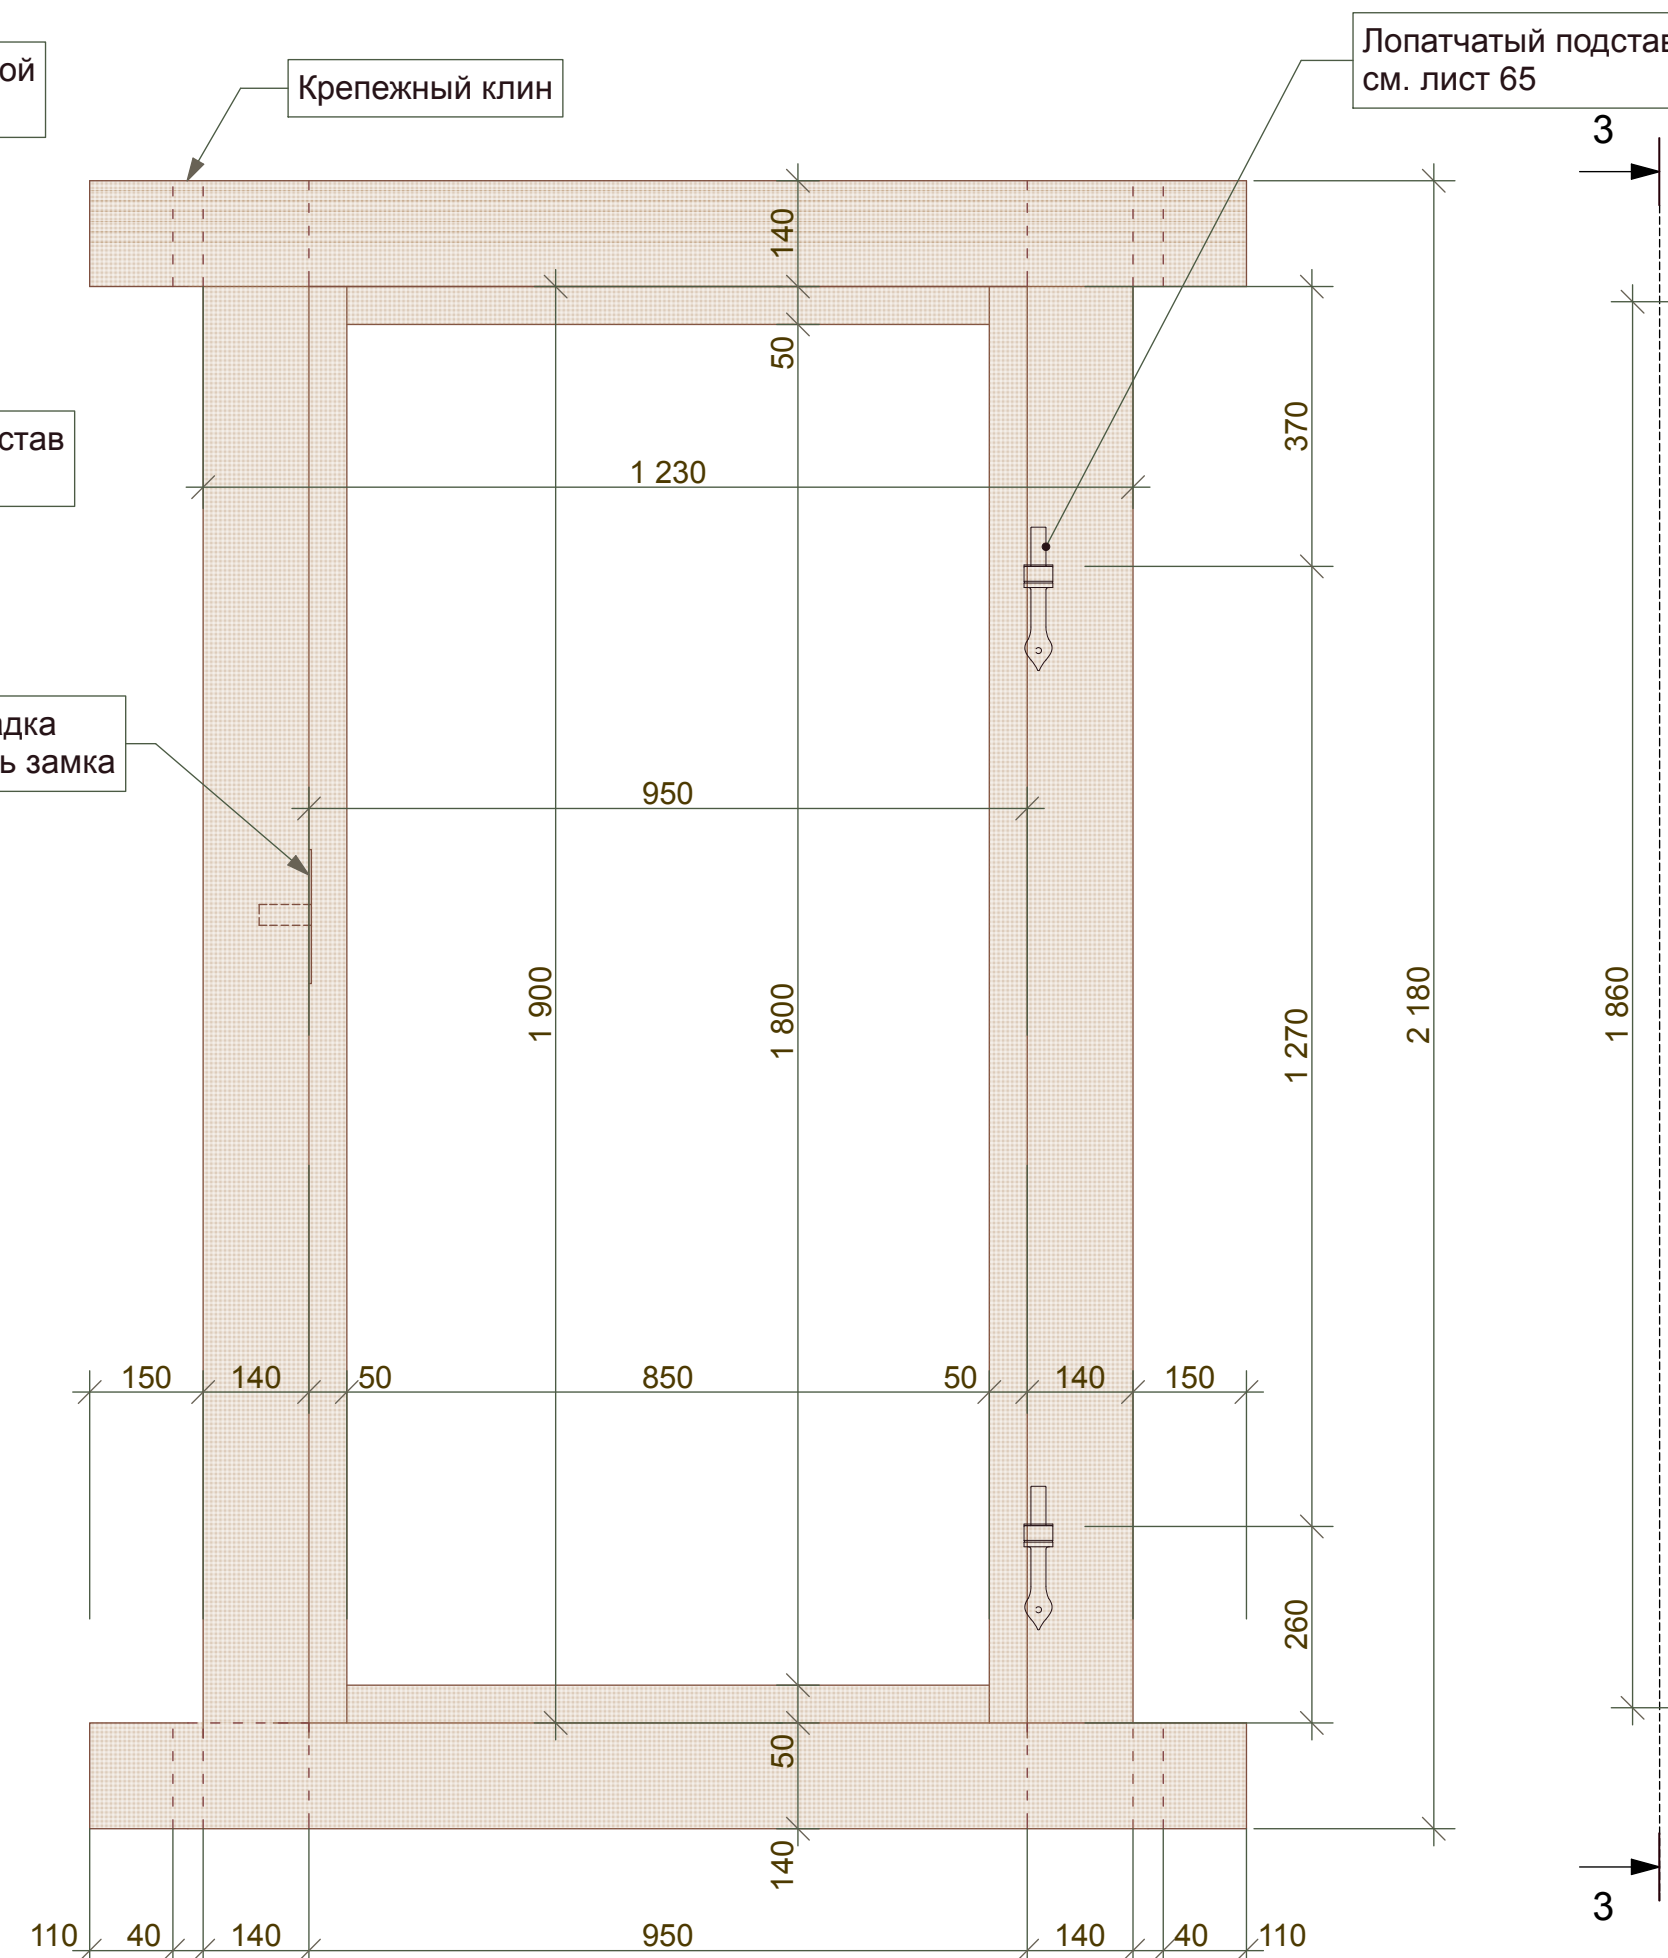 ой
Крепежный клин
Лопатчатый подстав
см. лист 65
3
140
50
370
став
1 230
адка
ь замка
950
1 900
1 800
1 270
2 180
1 860
150 140 50 850 50 140 150
260
50
140
3
110 40 140 950 140 40 110